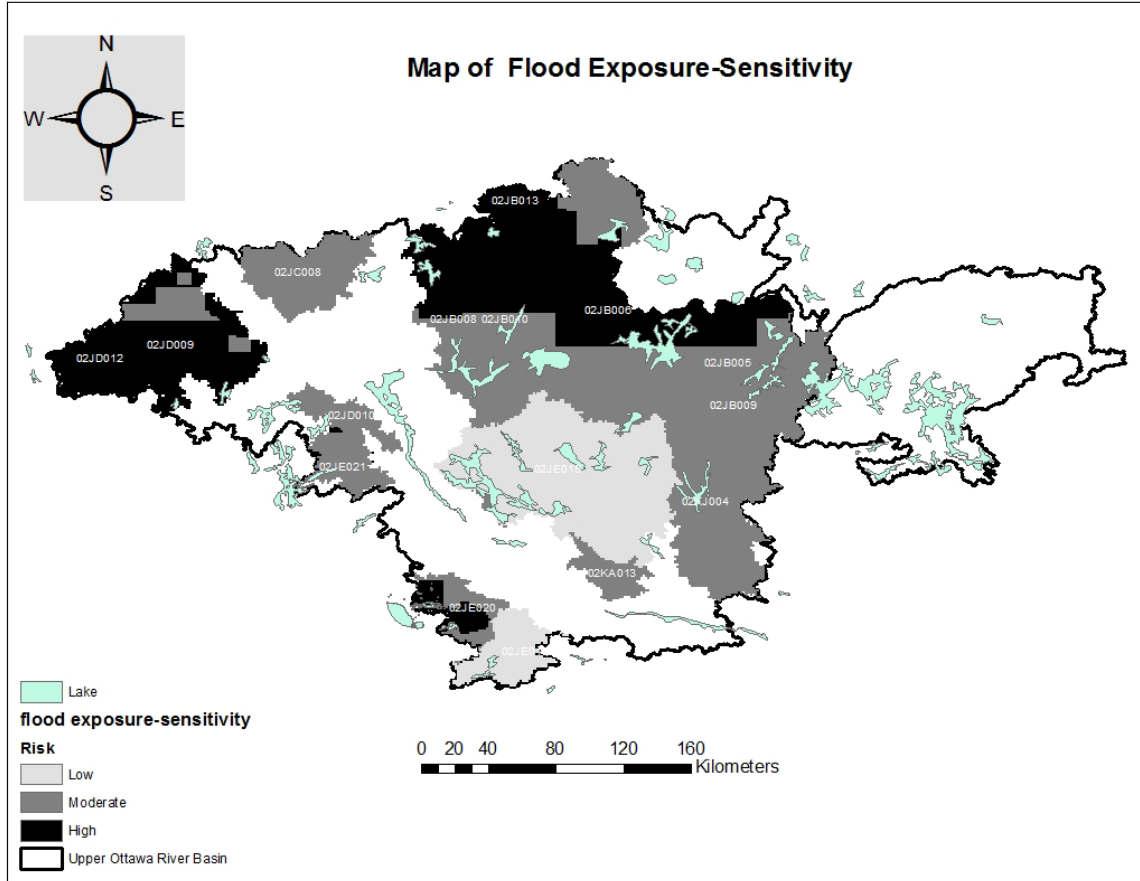 N
Map of Flood Exposure-Sensitivity
W E
S
02JB013
02JC008
02JB006
02JB008 02JB010
02JD009
02JD012
02JB005
02JB009
02JD010
02JE021
02KA013
02JE020
Lake
flood exposure-sensitivity
Risk
Low
Moderate
High
Upper Ottawa River Basin
0 20 40 80 120 160
Kilometers